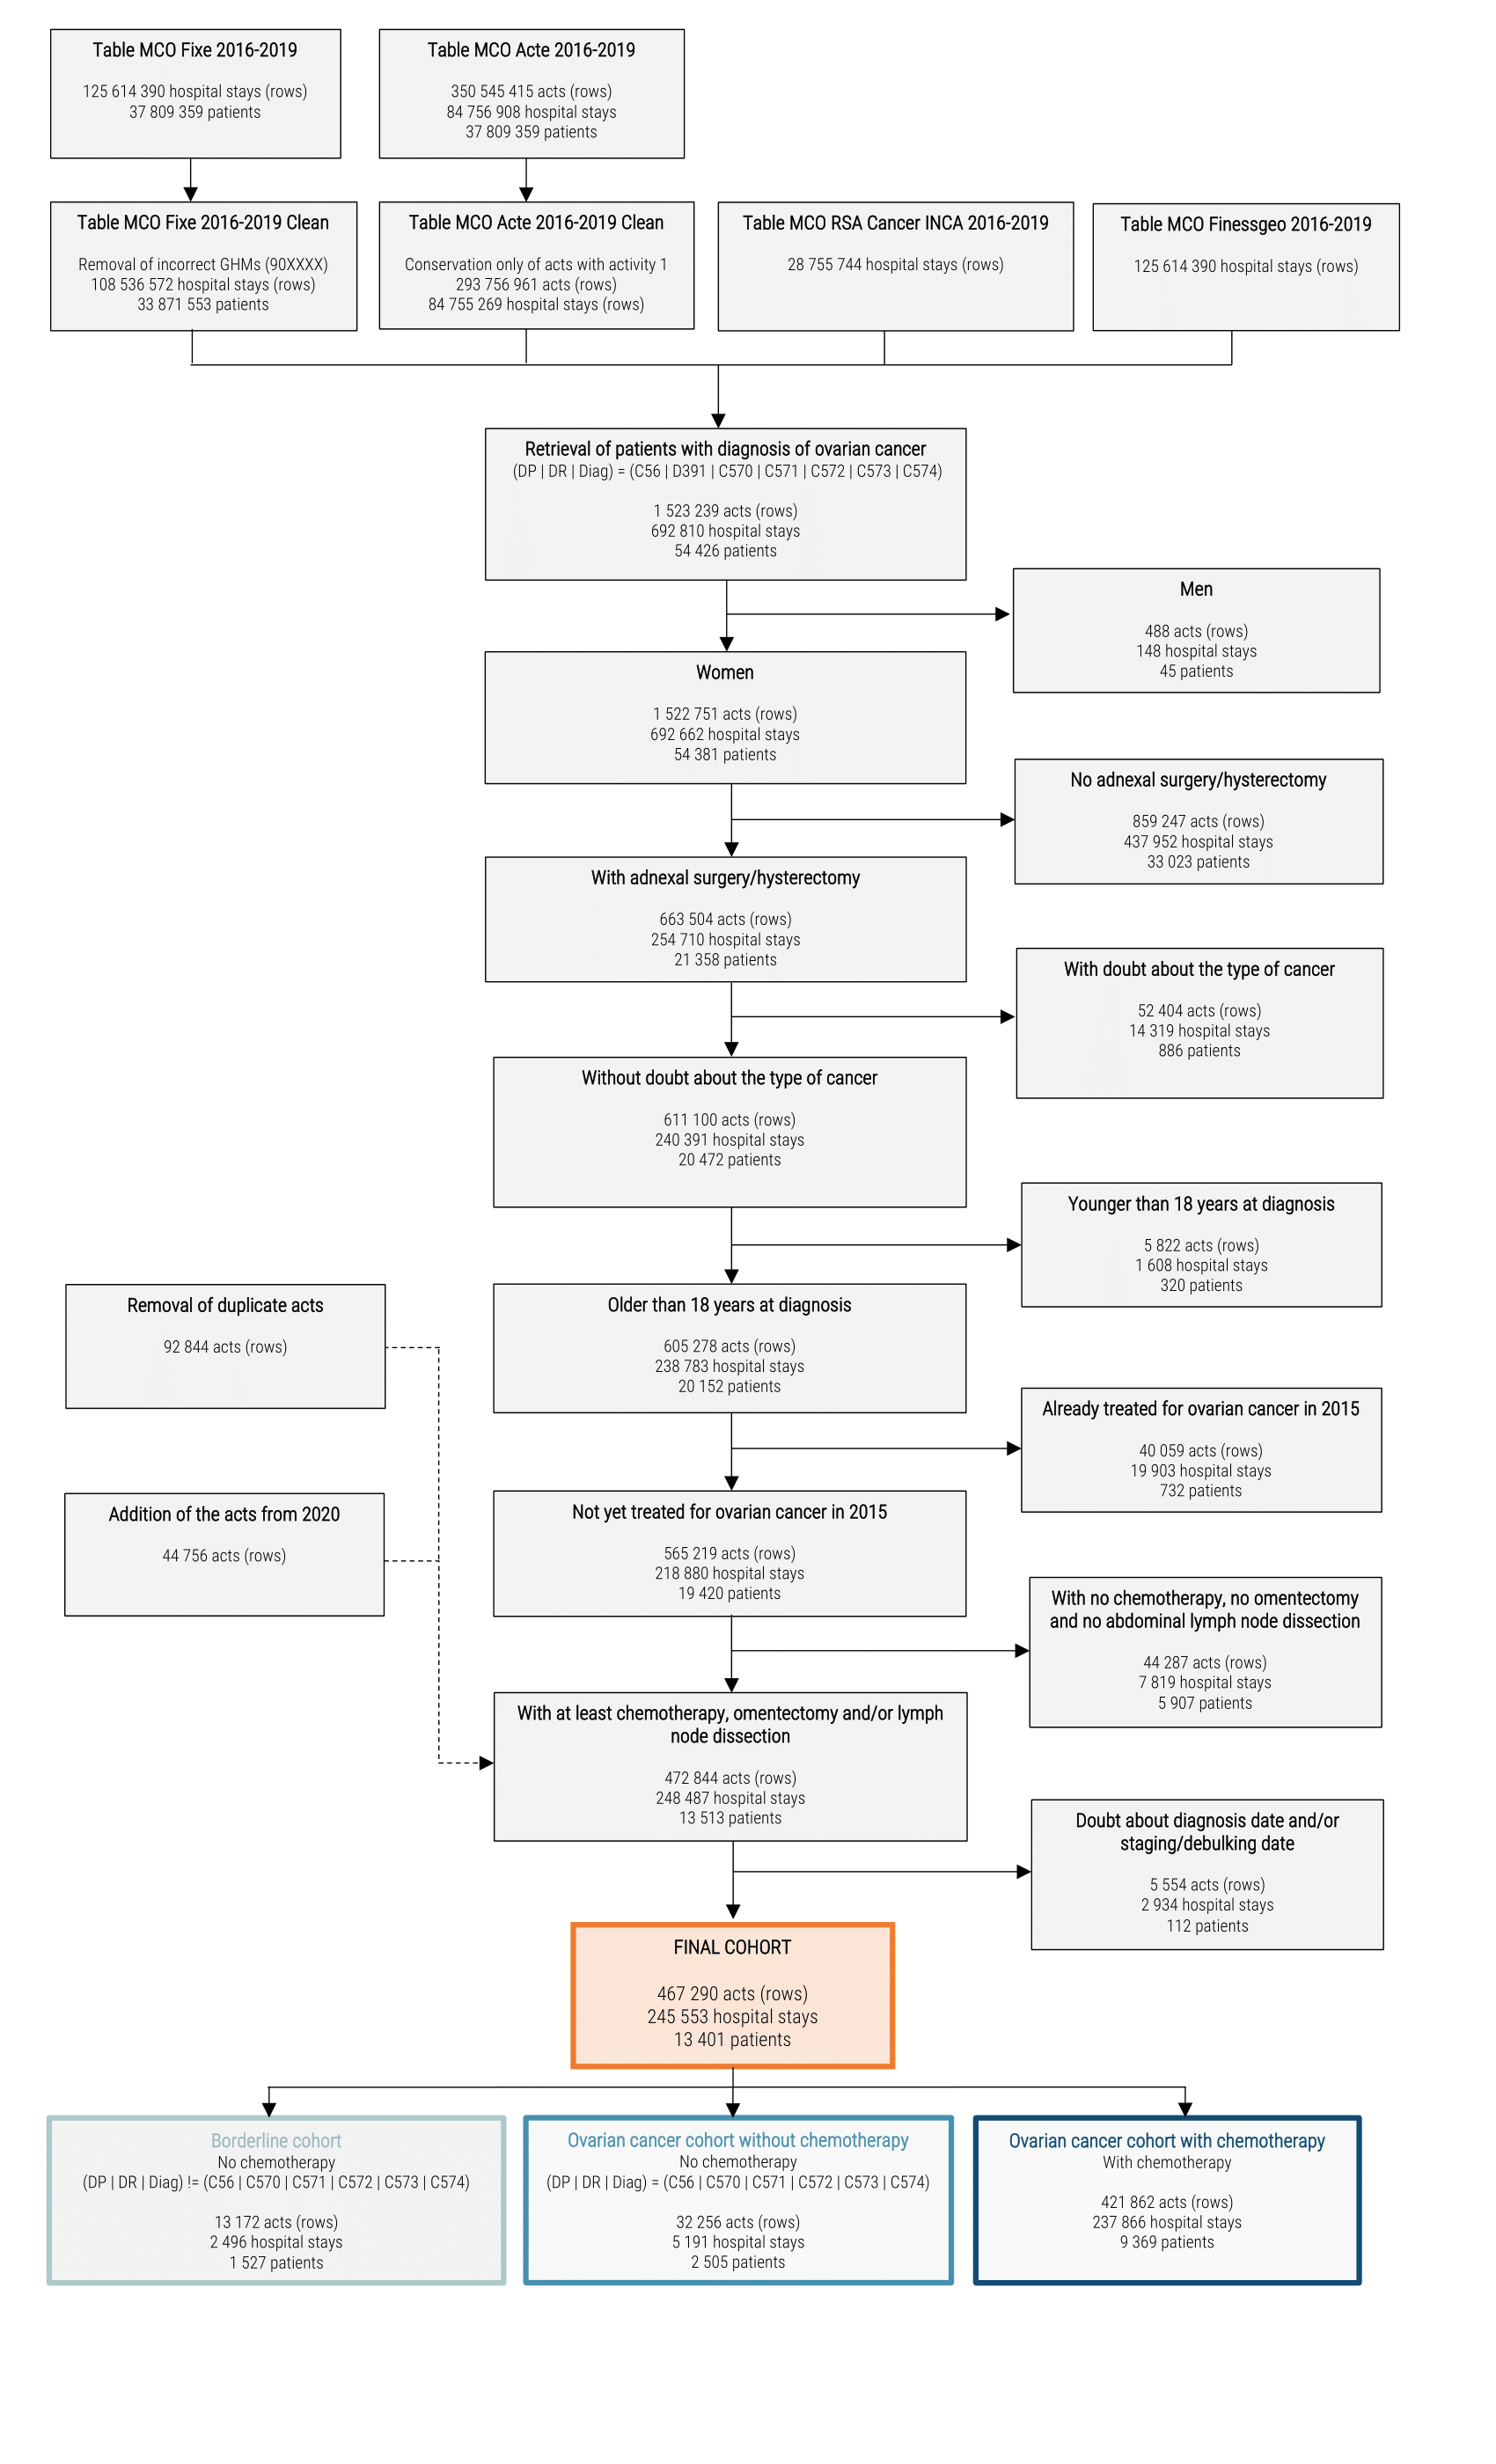 Table MCO Fixe 2016-2019
125 614 390 hospital stays (rows)
37 809 359 patients
Table MCO Acte 2016-2019
350 545 415 acts (rows)
84 756 908 hospital stays
37 809 359 patients
Table MCO Fixe 2016-2019 Clean
Removal of incorrect GHMs (90XXXX)
108 536 572 hospital stays (rows)
33 871 553 patients
Table MCO Acte 2016-2019 Clean
Conservation only of acts with activity 1
293 756 961 acts (rows)
84 755 269 hospital stays (rows)
Table MCO RSA Cancer INCA 2016-2019
28 755 744 hospital stays (rows)
Table MCO Finessgeo 2016-2019
125 614 390 hospital stays (rows)
Retrieval of patients with diagnosis of ovarian cancer
(DP | DR | Diag) = (C56 | D391 | C570 | C571 | C572 | C573 | C574)
1 523 239 acts (rows)
692 810 hospital stays
54 426 patients
Men
488 acts (rows)
148 hospital stays
45 patients
Women
1 522 751 acts (rows)
692 662 hospital stays
54 381 patients
No adnexal surgery/hysterectomy
859 247 acts (rows)
437 952 hospital stays
33 023 patients
With adnexal surgery/hysterectomy
663 504 acts (rows)
254 710 hospital stays
21 358 patients
With doubt about the type of cancer
52 404 acts (rows)
14 319 hospital stays
886 patients
Without doubt about the type of cancer
611 100 acts (rows)
240 391 hospital stays
20 472 patients
Younger than 18 years at diagnosis
5 822 acts (rows)
1 608 hospital stays
320 patients
Removal of duplicate acts
92 844 acts (rows)
Older than 18 years at diagnosis
605 278 acts (rows)
238 783 hospital stays
20 152 patients
Already treated for ovarian cancer in 2015
40 059 acts (rows)
19 903 hospital stays
732 patients
Addition of the acts from 2020
44 756 acts (rows)
Not yet treated for ovarian cancer in 2015
565 219 acts (rows)
218 880 hospital stays
19 420 patients
With no chemotherapy, no omentectomy
and no abdominal lymph node dissection
44 287 acts (rows)
7 819 hospital stays
5 907 patients
With at least chemotherapy, omentectomy and/or lymph
node dissection
472 844 acts (rows)
248 487 hospital stays
13 513 patients
Doubt about diagnosis date and/or
staging/debulking date
5 554 acts (rows)
2 934 hospital stays
112 patients
FINAL COHORT
467 290 acts (rows)
245 553 hospital stays
13 401 patients
Borderline cohort
No chemotherapy
(DP | DR | Diag) != (C56 | C570 | C571 | C572 | C573 | C574)
13 172 acts (rows)
2 496 hospital stays
1 527 patients
Ovarian cancer cohort without chemotherapy
No chemotherapy
(DP | DR | Diag) = (C56 | C570 | C571 | C572 | C573 | C574)
32 256 acts (rows)
5 191 hospital stays
2 505 patients
Ovarian cancer cohort with chemotherapy
With chemotherapy
421 862 acts (rows)
237 866 hospital stays
9 369 patients